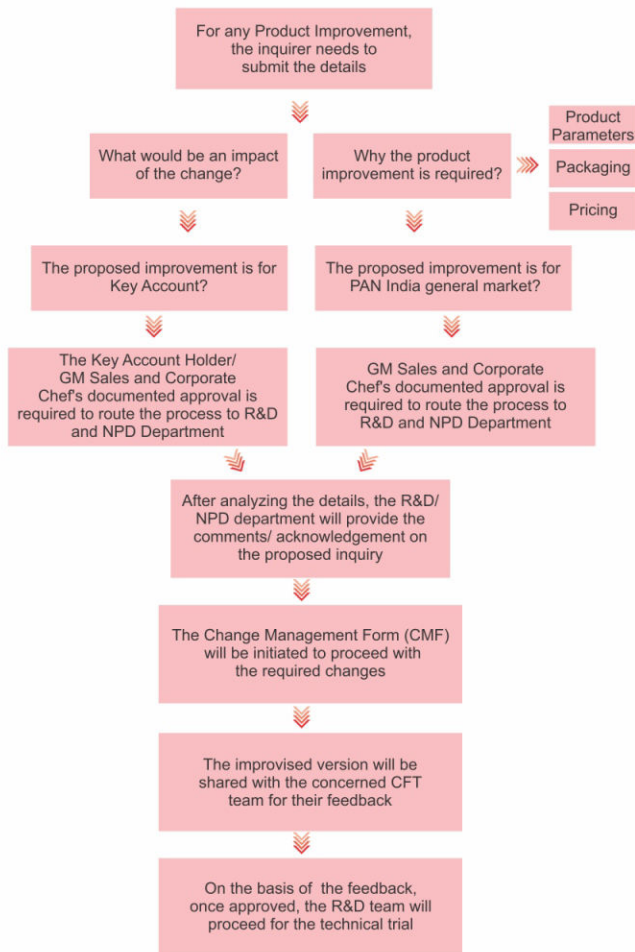 For any Product Improvement,
the inquirer needs to
submit the details
What would be an impact
of the change?
Why the product
improvement is required?
Product
Parameters
Packaging
Pricing
The proposed improvement is for
Key Account?
The proposed improvement is for
PAN India general market?
The Key Account Holder/
GM Sales and Corporate
Chef's documented approval is
required to route the process to R&D
and NPD Department
GM Sales and Corporate
Chef's documented approval is
required to route the process to
R&D and NPD Department
After analyzing the details, the R&D/
NPD department will provide the
comments/ acknowledgement on
the proposed inquiry
The Change Management Form (CMF)
will be initiated to proceed with
the required changes
The improvised version will be
shared with the concerned CFT
team for their feedback
On the basis of the feedback,
once approved, the R&D team will
proceed for the technical trial